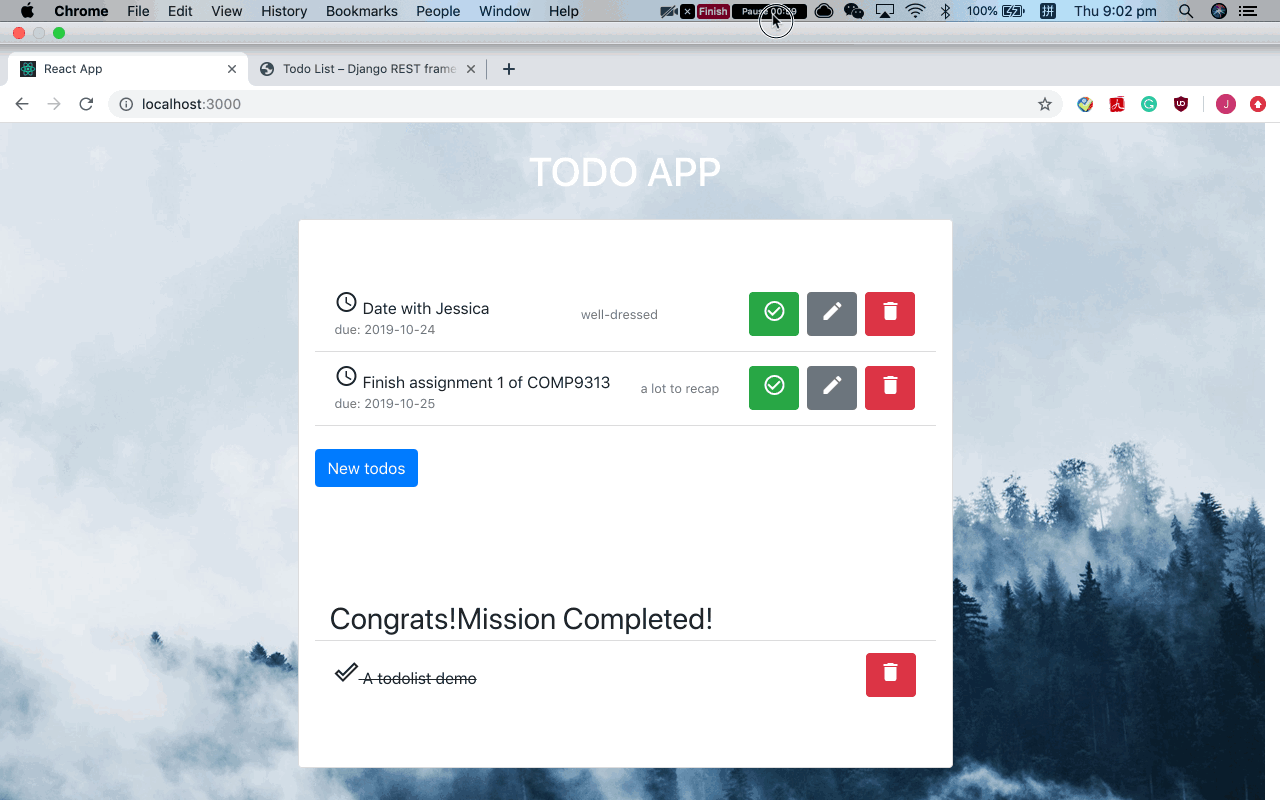 Chrome File Edit View History Bookmarks People Window Help Finish Pause 100% 拼 Thu 9:02 pm
React App Todo List – Django REST frame
localhost:3000 J
TODO APP
Date with Jessica well-dressed
due: 2019-10-24
Finish assignment 1 of COMP9313 a lot to recap
due: 2019-10-25
New todos
Congrats!Mission Completed!
A todolist demo